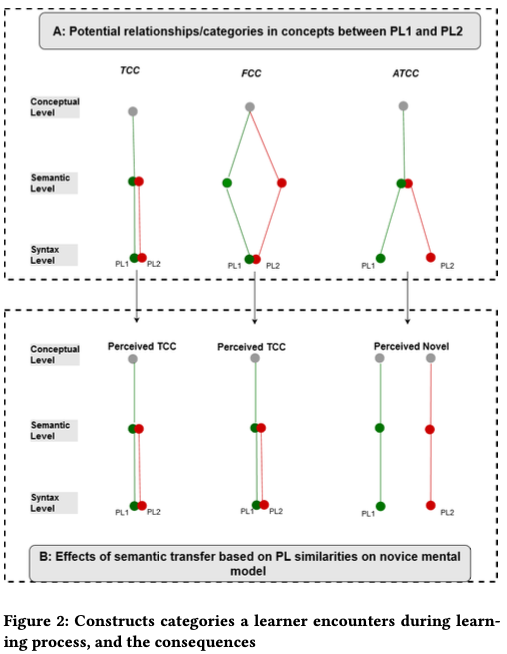 A: Potential relationships/categories in concepts between PL1 and PL2
TCC FCC ATCC
Conceptual
Level
Semantic
Level
Syntax
Level
PL1 PL2 PL1 PL2 PL1 PL2
Perceived TCC Perceived TCC Perceived Novel
Conceptual
Level
Semantic
Level
Syntax
Level
PL1 PL2 PL1 PL2 PL1 PL2
B: Effects of semantic transfer based on PL similarities on novice mental
model
Figure 2: Constructs categories a learner encounters during learn-
ing process, and the consequences